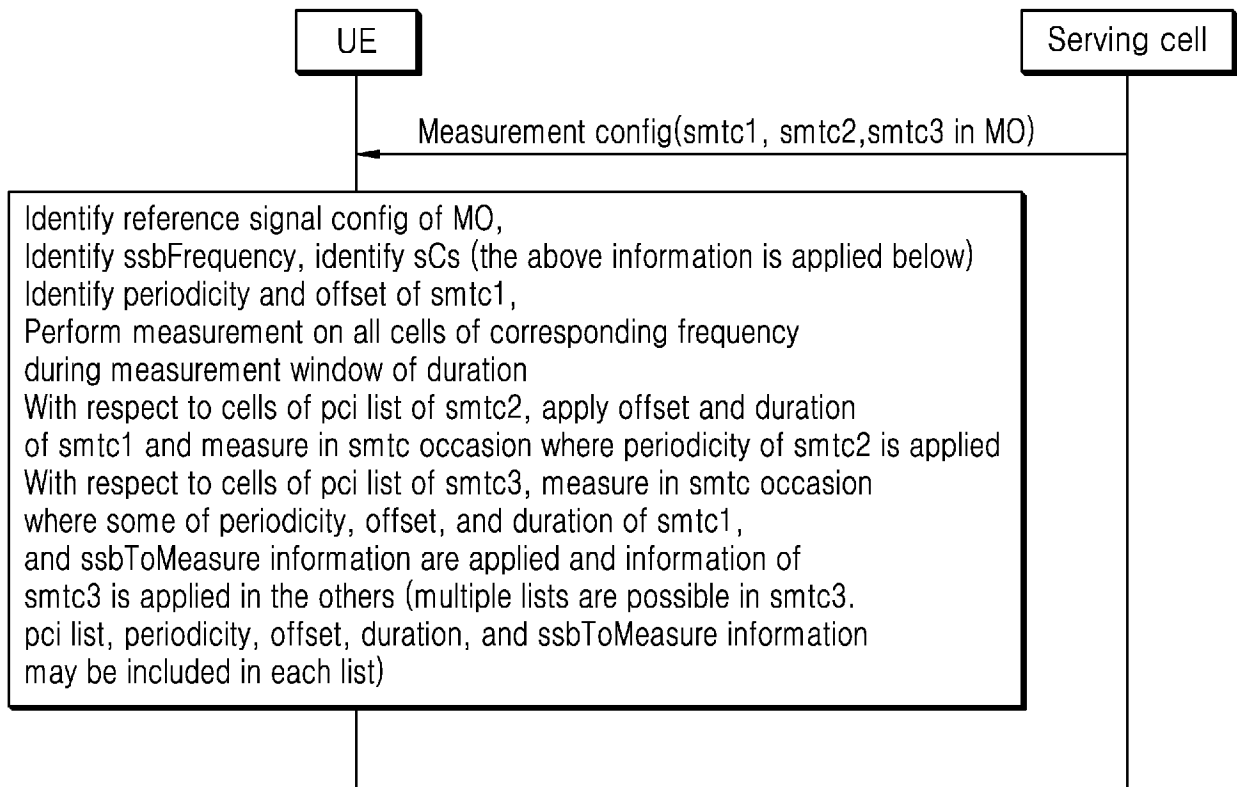 UE
Serving cell
Measurement config(smtc1, smtc2,smtc3 in MO)
Identify reference signal config of MO,
Identify ssbFrequency, identify sCs (the above information is applied below)
Identify periodicity and offset of smtc1,
Perform measurement on all cells of corresponding frequency
during measurement window of duration
With respect to cells of pci list of smtc2, apply offset and duration
of smtc1 and measure in smtc occasion where periodicity of smtc2 is applied
With respect to cells of pci list of smtc3, measure in smtc occasion
where some of periodicity, offset, and duration of smtc1,
and ssbToMeasure information are applied and information of
smtc3 is applied in the others (multiple lists are possible in smtc3.
pci list, periodicity, offset, duration, and ssbToMeasure information
may be included in each list)